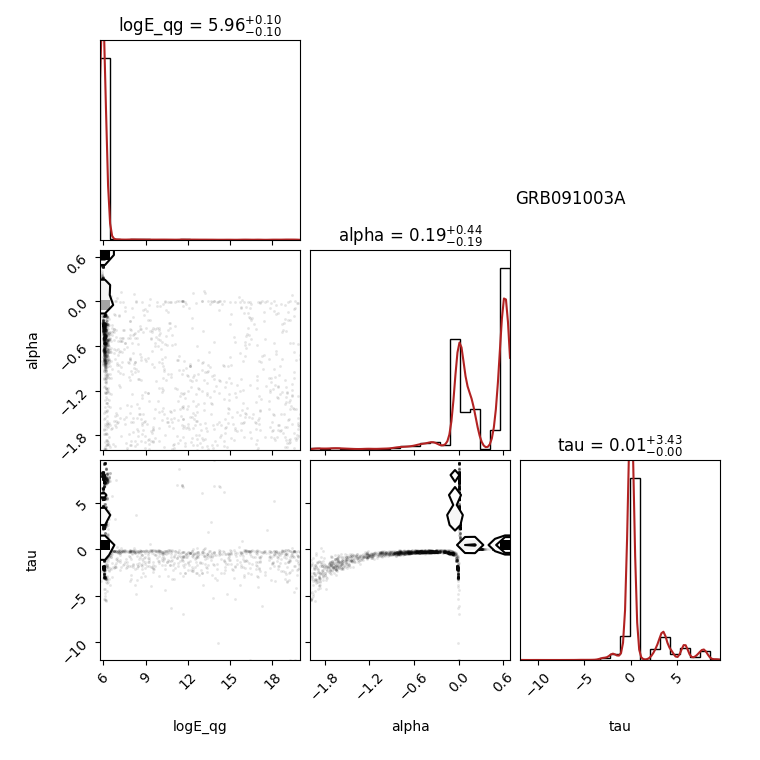 logE_qg = 5.96+0.10 −0.10
GRB091003A
alpha = 0.19+0.44 −0.19
0.6
0.0
−0.6
−1.2
−1.8
alpha
tau = 0.01+3.43 −0.00
5
0
−5
−10
tau
6 9 12 15 18
−1.8 −1.2 −0.6 0.0 0.6
−10 −5 0 5
logE_qg alpha tau